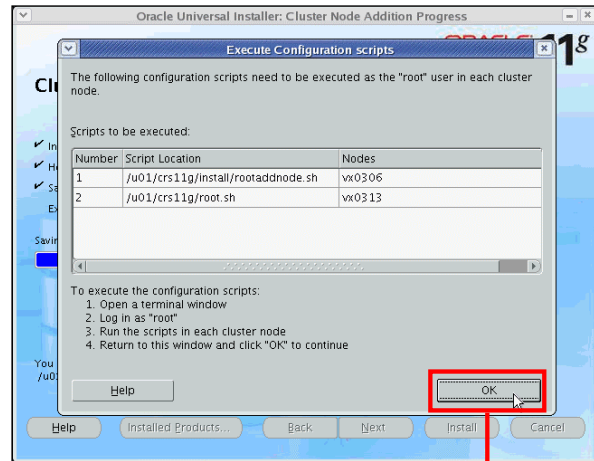 Oracle Universal Installer: Cluster Node Addition Progress
11g
Execute Configuration scripts
The following configuration scripts need to be executed as the "root" user in each cluster
node.
Scripts to be executed:
Number Script Location Nodes
1 /u01/crs11g/install/rootaddnode.sh vx0306
2 /u01/crs11g/root.sh vx0313
To execute the configuration scripts:
1. Open a terminal window
2. Log in as "root"
3. Run the scripts in each cluster node
4. Return to this window and click "OK" to continue
Help OK
You
/u0
Help Installed Products... Back Next Install Cancel